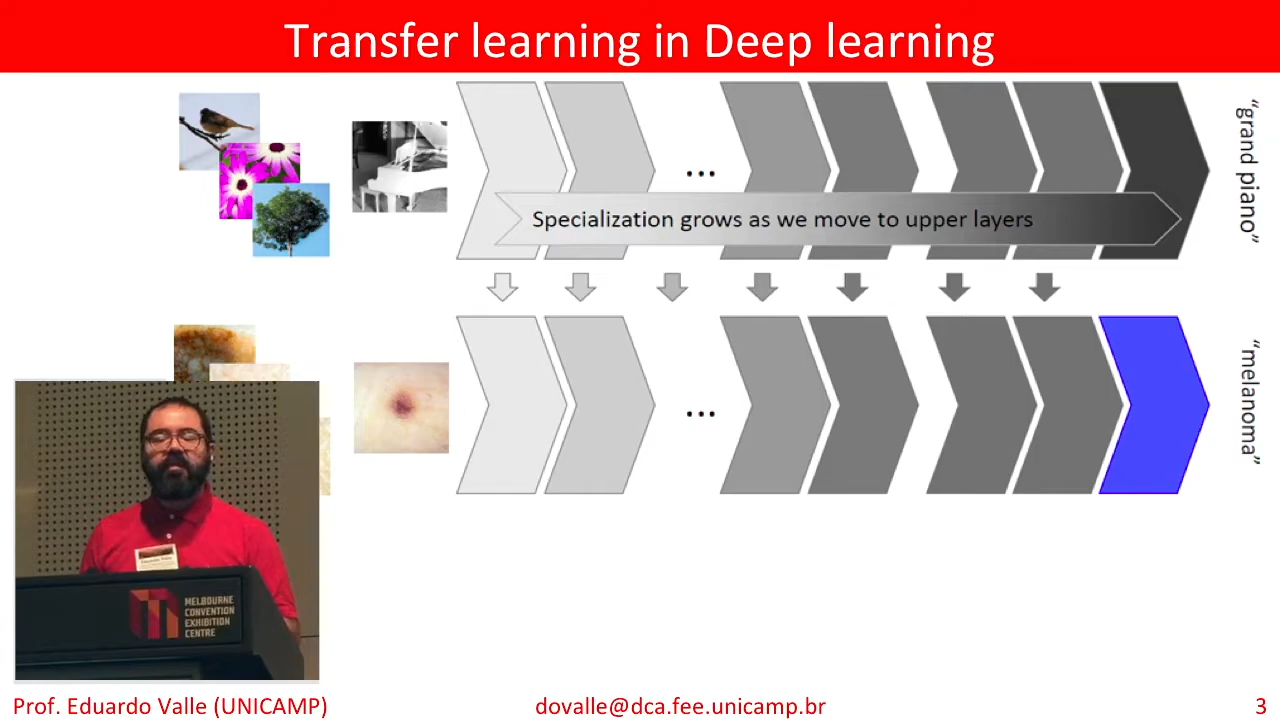 Transfer learning in Deep learning
"grand piano"
...
Specialization grows as we move to upper layers
...
"melanoma"
MELBOURNE
CONVENTION
EXHIBITION
CENTRE
Prof. Eduardo Valle (UNICAMP)
dovalle@dca.fee.unicamp.br
3